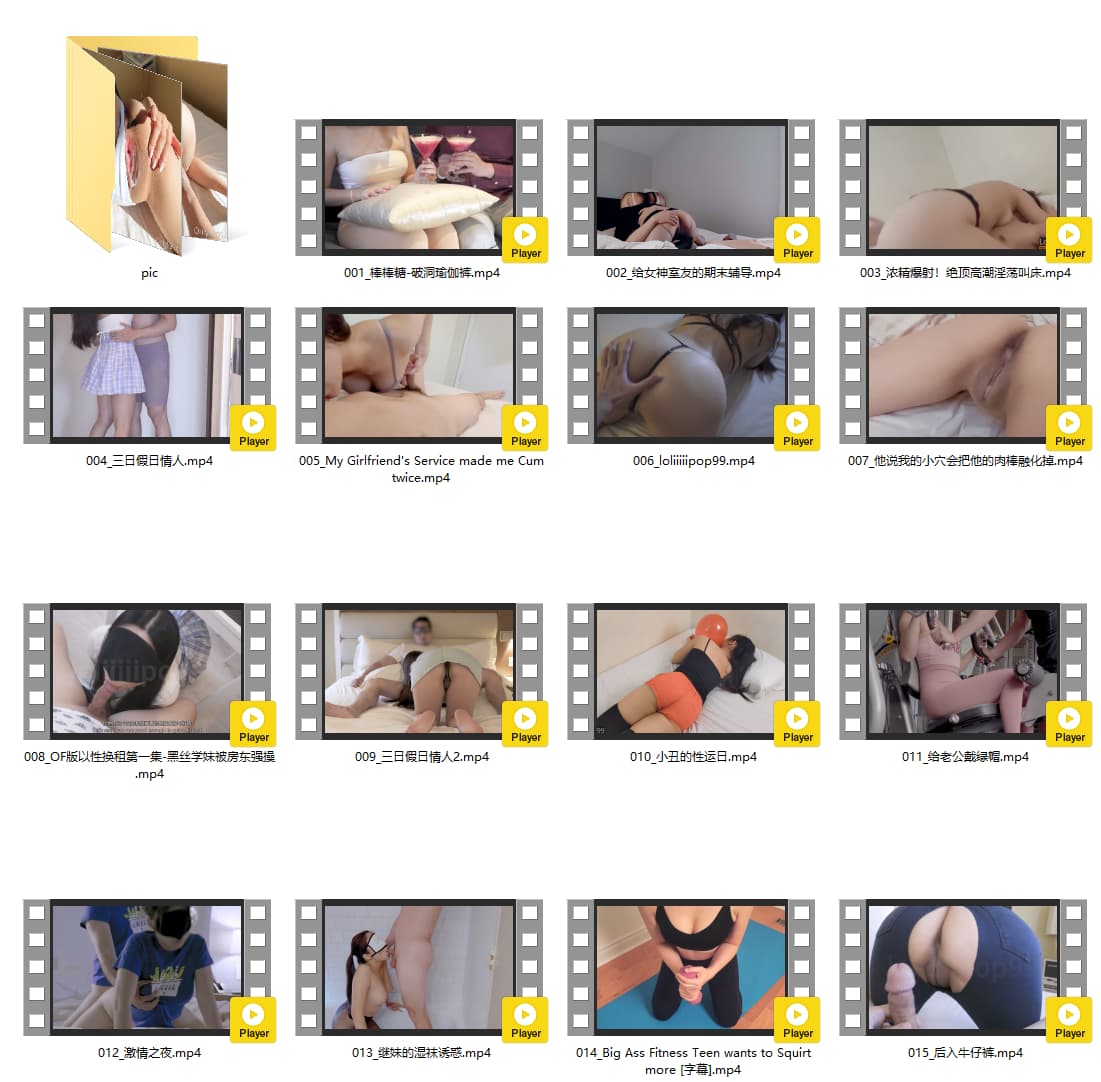 pic
001_棒棒糖-破洞瑜伽裤.mp4
002_给女神室友的期末辅导.mp4
003_浓精爆射！绝顶高潮淫荡叫床.mp4
Player
Player
Player
004_三日假日情人.mp4
005_My Girlfriend's Service made me Cum
twice.mp4
006_loliiiiipop99.mp4
007_他说我的小穴会把他的肉棒融化掉.mp4
Player
Player
Player
Player
008_OF版以性换租第一集-黑丝学妹被房东强操
.mp4
009_三日假日情人2.mp4
010_小丑的性运日.mp4
011_给老公戴绿帽.mp4
Player
Player
Player
Player
012_激情之夜.mp4
013_继妹的湿袜诱惑.mp4
014_Big Ass Fitness Teen wants to Squirt
more [字幕].mp4
015_后入牛仔裤.mp4
Player
Player
Player
Player